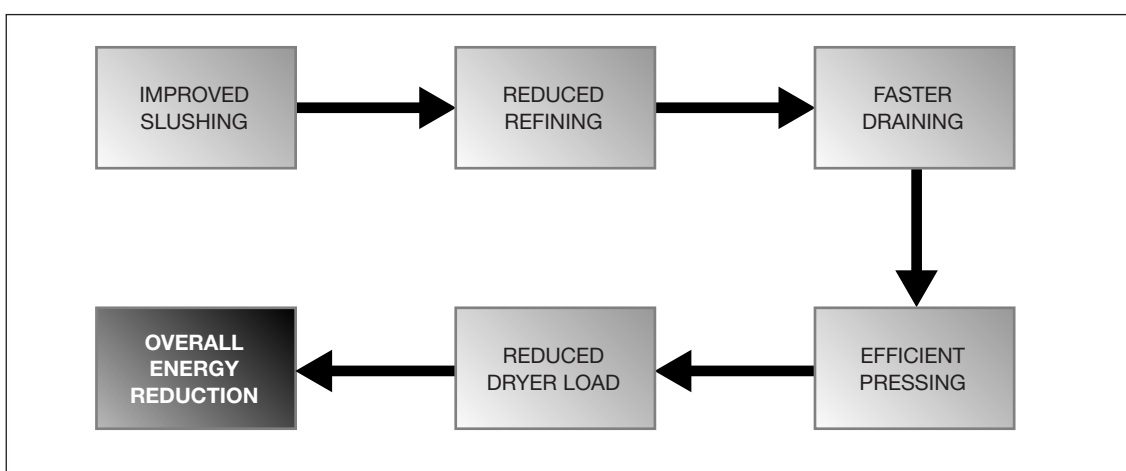 IMPROVED
SLUSHING
REDUCED
REFINING
FASTER
DRAINING
EFFICIENT
PRESSING
REDUCED
DRYER LOAD
OVERALL
ENERGY
REDUCTION